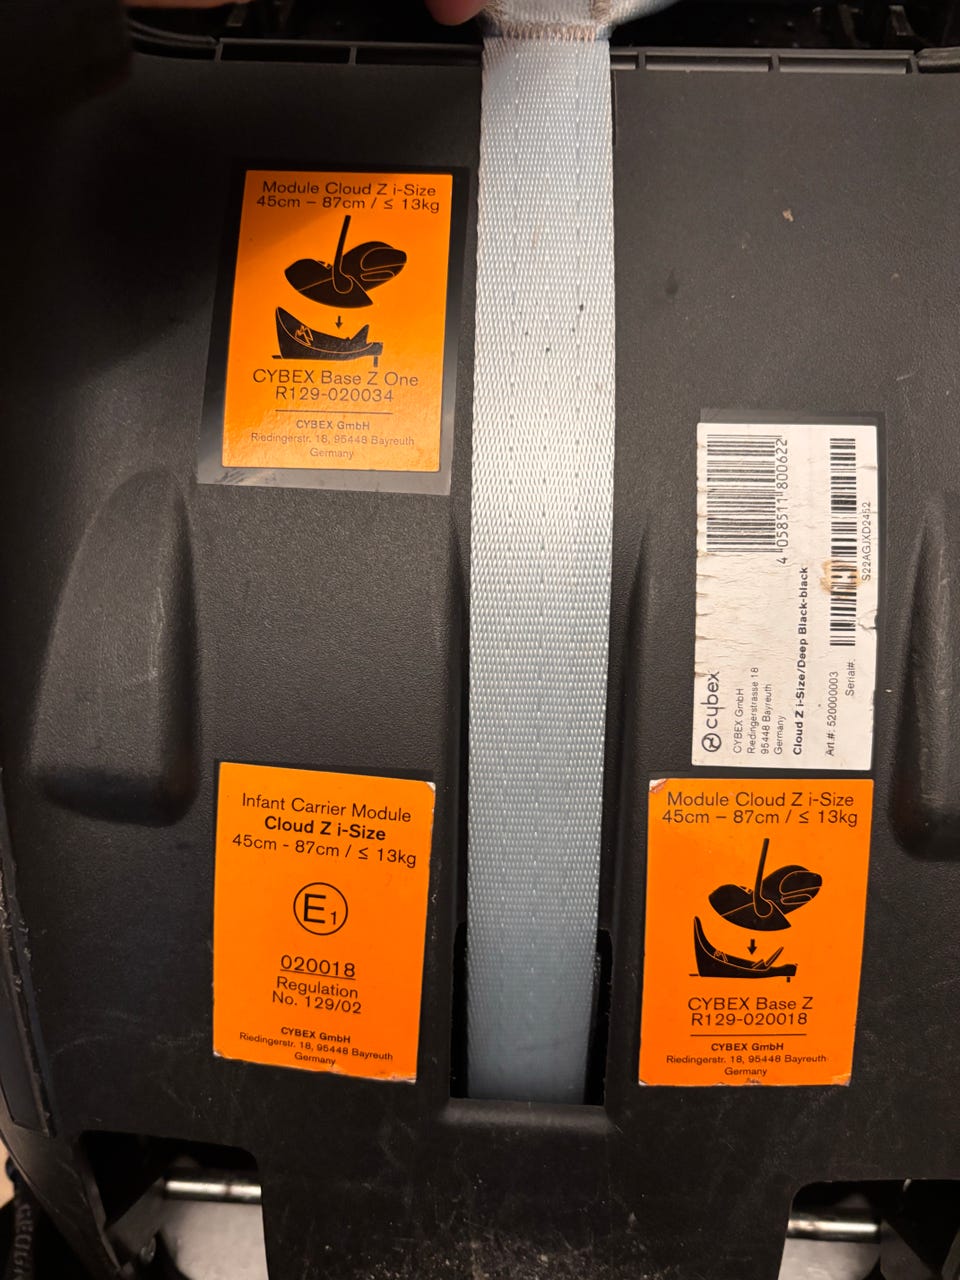 Module Cloud Z i-Size
45cm – 87cm / ≤ 13kg
CYBEX Base Z One
R129-020034
CYBEX GmbH
Riedingerstr. 18, 95448 Bayreuth
Germany
4 058511 800622
cybex
CYBEX GmbH
Riedingerstrasse 18
95448 Bayreuth
Germany
Cloud Z i-Size/Deep Black-black
Art.#: 520000003
Serial#:
S22AGJXD2452
Infant Carrier Module
Cloud Z i-Size
45cm - 87cm / ≤ 13kg
E1
020018
Regulation
No. 129/02
CYBEX GmbH
Riedingerstr. 18, 95448 Bayreuth
Germany
Module Cloud Z i-Size
45cm – 87cm / ≤ 13kg
CYBEX Base Z
R129-020018
CYBEX GmbH
Riedingerstr. 18, 95448 Bayreuth
Germany